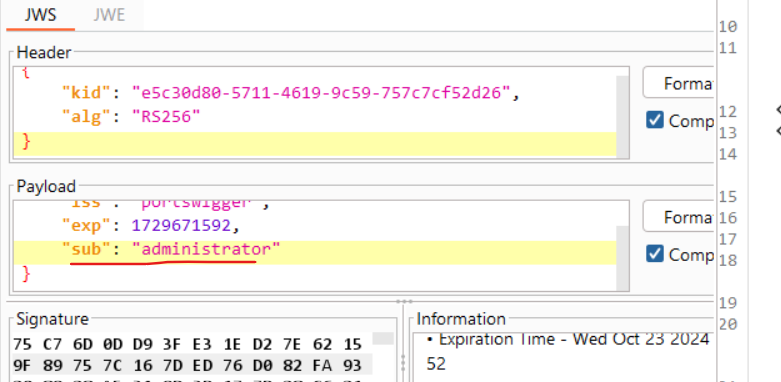 JWS JWE
Header
{
"kid": "e5c30d80-5711-4619-9c59-757c7cf52d26",
"alg": "RS256"
}
Forma
Comp
Payload
"iss": "portswigger",
"exp": 1729671592,
"sub": "administrator"
}
Forma
Comp
Signature
75 C7 6D 0D D9 3F E3 1E D2 7E 62 15
9F 89 75 7C 16 7D ED 76 D0 82 FA 93
Information
• Expiration Time - Wed Oct 23 2024
52
10
11
12
13
14
15
16
17
18
19
20